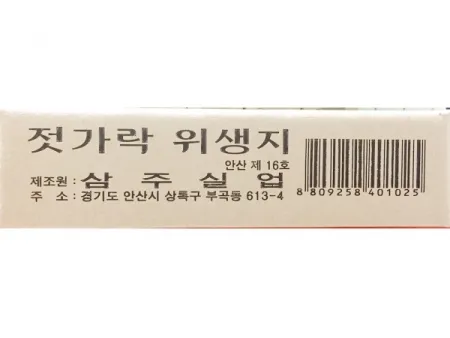 젓가락 위생지
안산 제 16호
제조원 : 삼주실업
주 소 : 경기도 안산시 상톡구 부곡동 613-4
8 809258 401025